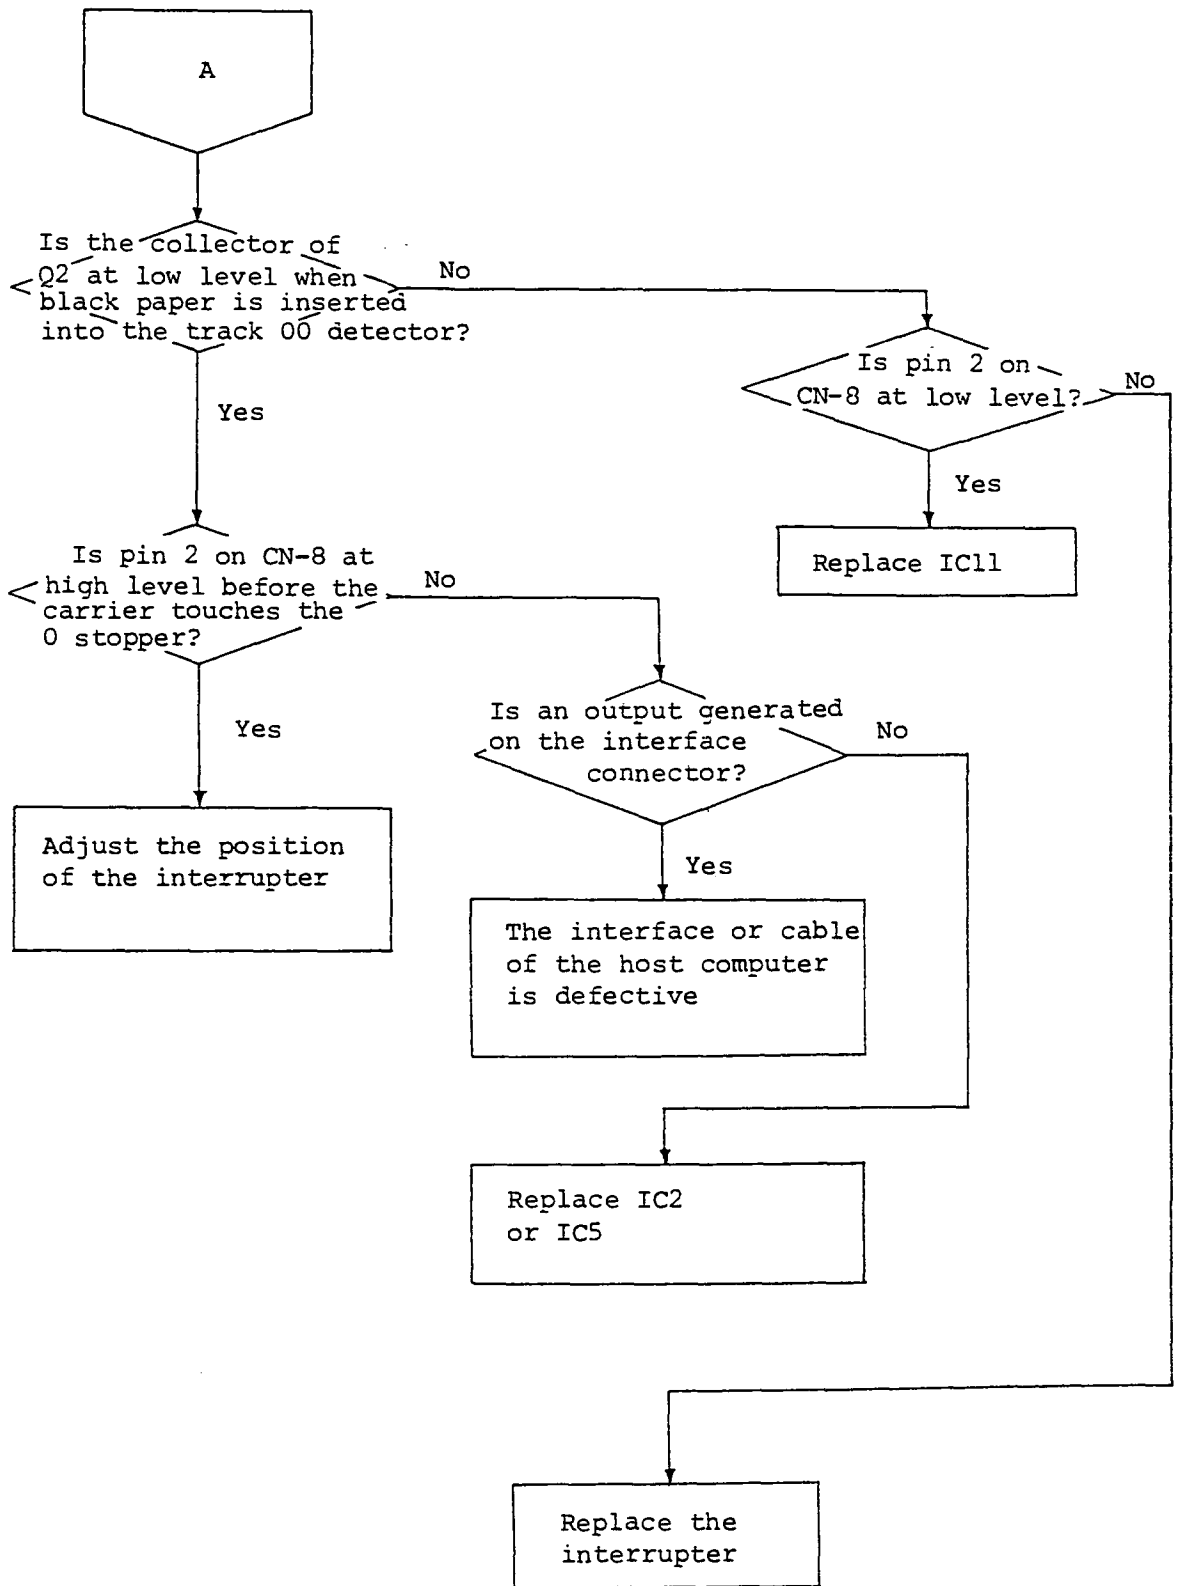 A
Is the collector of
Q2 at low level when
black paper is inserted
into the track 00 detector?
No
Yes
Is pin 2 on
CN-8 at low level?
No
Yes
Replace IC11
Is pin 2 on CN-8 at
high level before the
carrier touches the
0 stopper?
No
Yes
Adjust the position
of the interrupter
Is an output generated
on the interface
connector?
No
Yes
The interface or cable
of the host computer
is defective
Replace IC2
or IC5
Replace the
interrupter